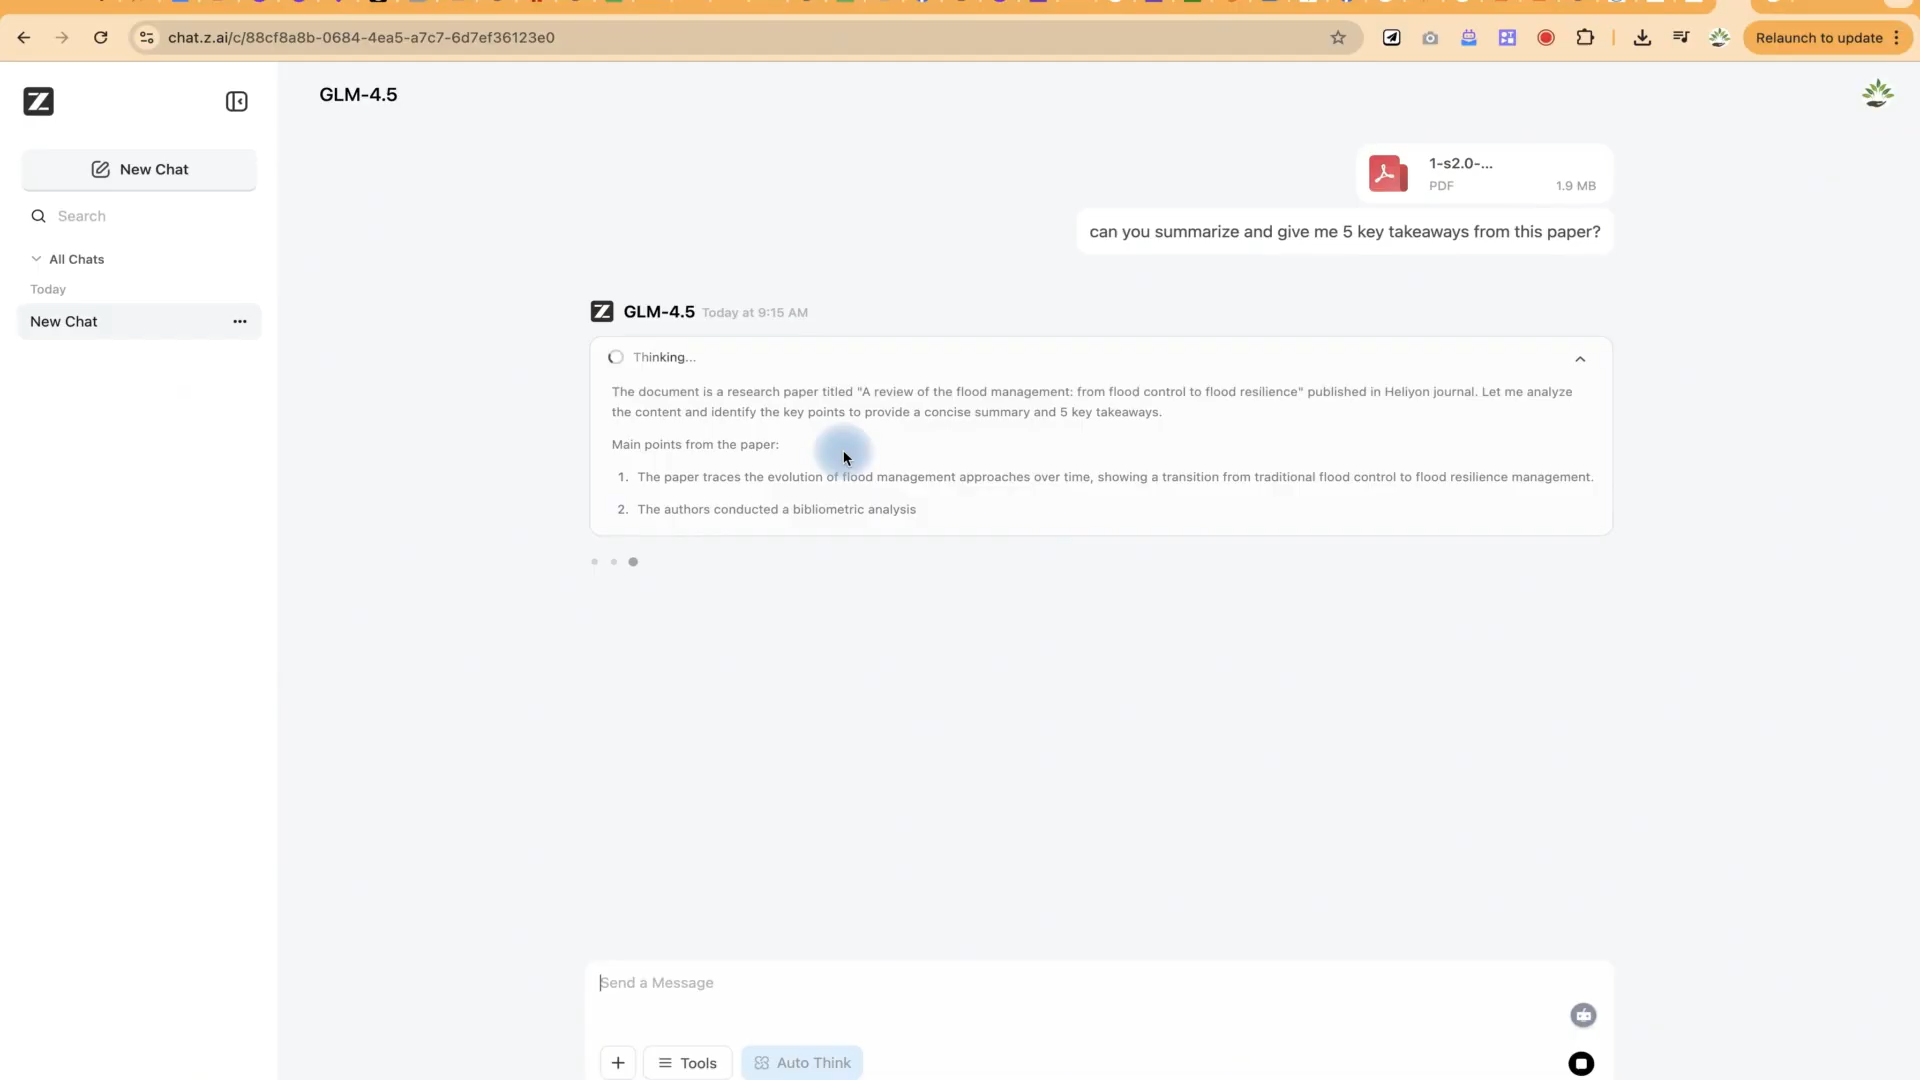 chat.z.ai/c/88cf8a8b-0684-4ea5-a7c7-6d7ef36123e0
Relaunch to update
Z
GLM-4.5
New Chat
Search
All Chats
Today
New Chat
1-s2.0-...
PDF
1.9 MB
can you summarize and give me 5 key takeaways from this paper?
Z
GLM-4.5 Today at 9:15 AM
Thinking...
The document is a research paper titled "A review of the flood management: from flood control to flood resilience" published in Heliyon journal. Let me analyze
the content and identify the key points to provide a concise summary and 5 key takeaways.
Main points from the paper:
1. The paper traces the evolution of flood management approaches over time, showing a transition from traditional flood control to flood resilience management.
2. The authors conducted a bibliometric analysis
Send a Message
Tools
Auto Think